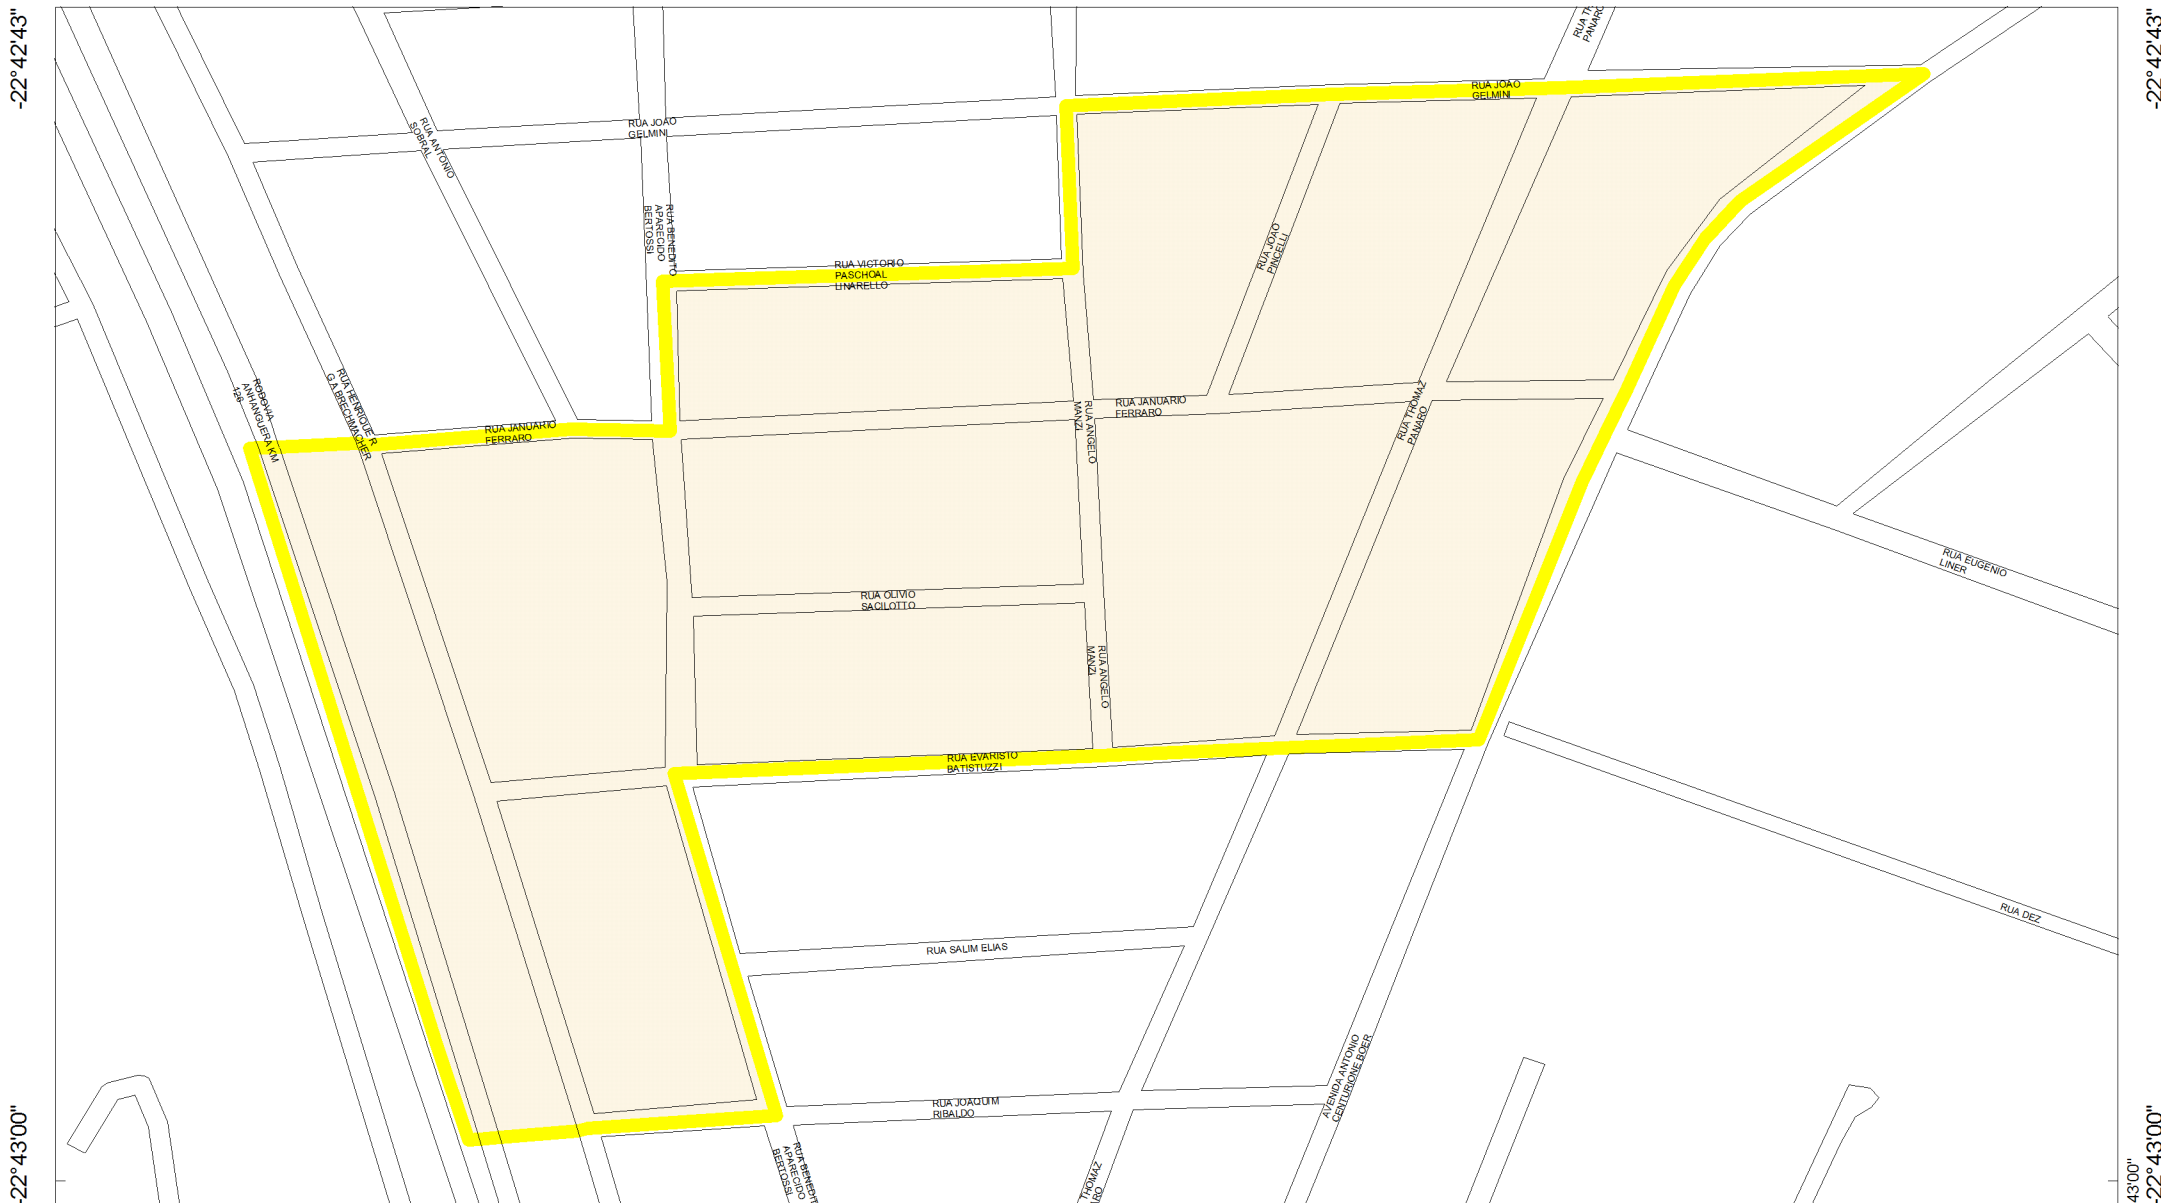 -22°42'43"
-22°42'43"
RUA JOAO
GELMINI
RUA JOAO
GELMINI
RUA ANTONIO
SOBRAL
RUA BENEDITO
APARECIDO
BERTOSSI
RUA VICTORIO
PASCHOAL
LINARELLO
RUA JOAO
PINCELLI
RODOVIA
ANHANGUERA KM
126
RUA HENRIQUE R
G A BRECHMACHER
RUA JANUARIO
FERRARO
RUA JANUARIO
FERRARO
RUA ANGELO
MANZI
RUA THOMAZ
PANARO
RUA EUGENIO
LINER
RUA OLIVIO
SACILOTTO
RUA ANGELO
MANZI
RUA EVARISTO
BATISTUZZI
RUA DEZ
RUA SALIM ELIAS
AVENIDA ANTONIO
CENTURIONE BOER
RUA JOAQUIM
RIBALDO
APARECIDO
BERTOSSI
THOMAZ
-22°43'00"
43'00"
-22°43'00"